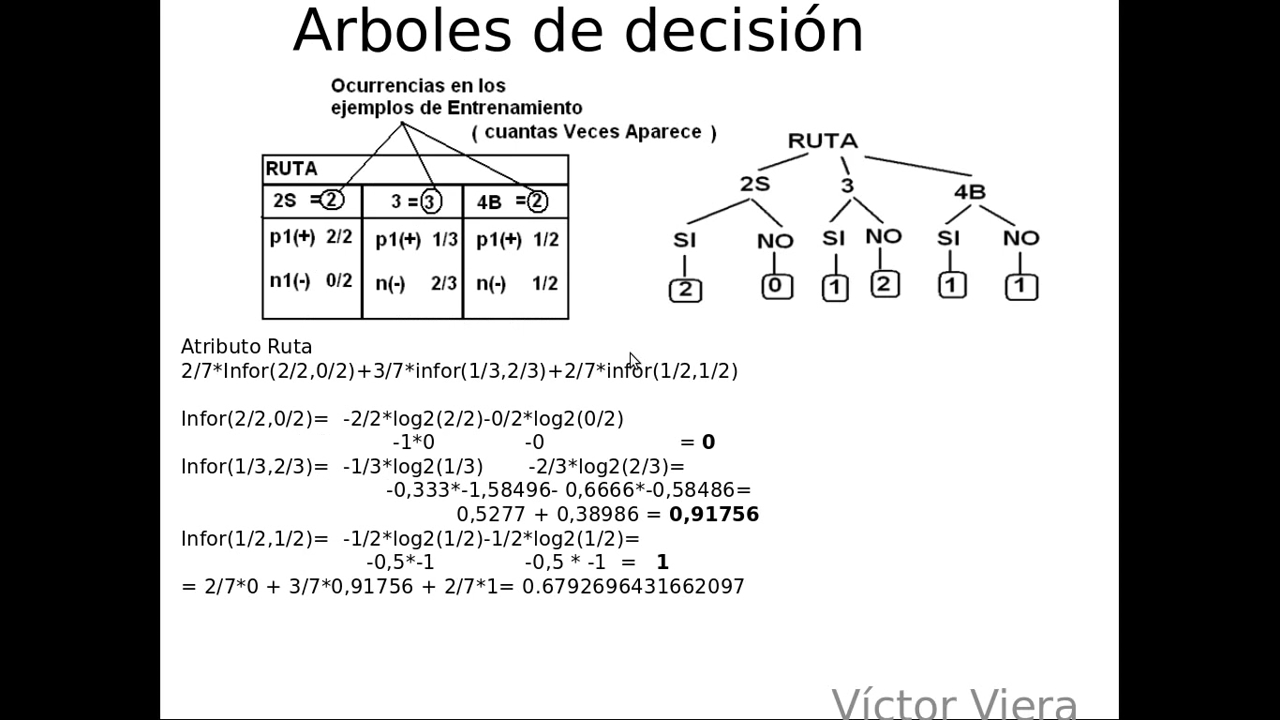 Arboles de decisión
Ocurrencias en los
ejemplos de Entrenamiento
( cuantas Veces Aparece )
RUTA
2S =2 3 =3 4B =2
p1(+) 2/2 p1(+) 1/3 p1(+) 1/2
n1(-) 0/2 n(-) 2/3 n(-) 1/2
RUTA
2S 3 4B
SI NO SI NO SI NO
2 0 1 2 1 1
Atributo Ruta
2/7*Infor(2/2,0/2)+3/7*infor(1/3,2/3)+2/7*infor(1/2,1/2)
Infor(2/2,0/2)= -2/2*log2(2/2)-0/2*log2(0/2)
-1*0 -0 = 0
Infor(1/3,2/3)= -1/3*log2(1/3) -2/3*log2(2/3)=
-0,333*-1,58496- 0,6666*-0,58486=
0,5277 + 0,38986 = 0,91756
Infor(1/2,1/2)= -1/2*log2(1/2)-1/2*log2(1/2)=
-0,5*-1 -0,5 * -1 = 1
= 2/7*0 + 3/7*0,91756 + 2/7*1= 0.6792696431662097
Víctor Viera